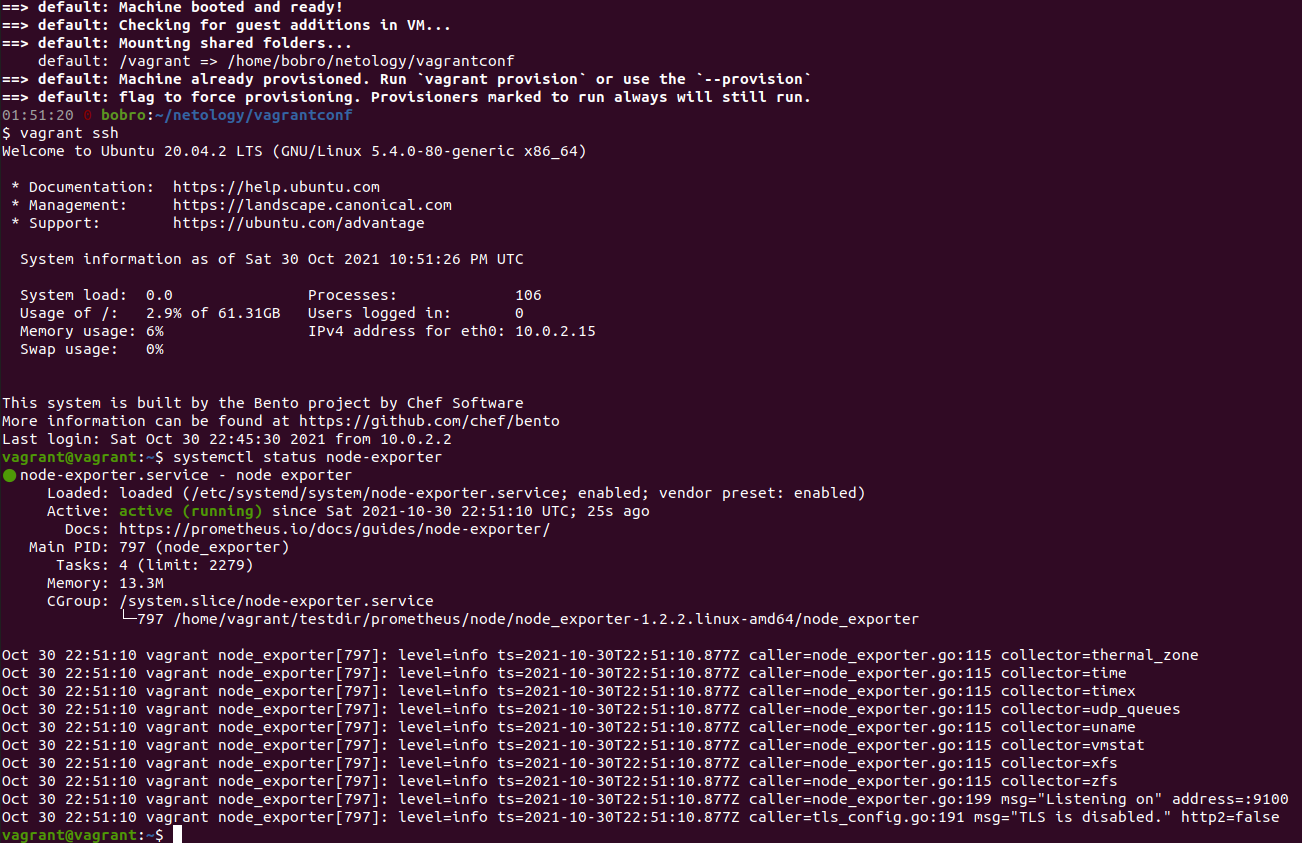 ==> default: Machine booted and ready!
==> default: Checking for guest additions in VM...
==> default: Mounting shared folders...
    default: /vagrant => /home/bobro/netology/vagrantconf
==> default: Machine already provisioned. Run `vagrant provision` or use the `--provision`
==> default: flag to force provisioning. Provisioners marked to run always will still run.
01:51:20 0 bobro:~/netology/vagrantconf
$ vagrant ssh
Welcome to Ubuntu 20.04.2 LTS (GNU/Linux 5.4.0-80-generic x86_64)
 * Documentation:  https://help.ubuntu.com
 * Management:     https://landscape.canonical.com
 * Support:        https://ubuntu.com/advantage
  System information as of Sat 30 Oct 2021 10:51:26 PM UTC
  System load:  0.0               Processes:             106
  Usage of /:   2.9% of 61.31GB   Users logged in:       0
  Memory usage: 6%                IPv4 address for eth0: 10.0.2.15
  Swap usage:   0%
This system is built by the Bento project by Chef Software
More information can be found at https://github.com/chef/bento
Last login: Sat Oct 30 22:45:30 2021 from 10.0.2.2
vagrant@vagrant:~$ systemctl status node-exporter
● node-exporter.service - node exporter
     Loaded: loaded (/etc/systemd/system/node-exporter.service; enabled; vendor preset: enabled)
     Active: active (running) since Sat 2021-10-30 22:51:10 UTC; 25s ago
       Docs: https://prometheus.io/docs/guides/node-exporter/
   Main PID: 797 (node_exporter)
      Tasks: 4 (limit: 2279)
     Memory: 13.3M
     CGroup: /system.slice/node-exporter.service
             └─797 /home/vagrant/testdir/prometheus/node/node_exporter-1.2.2.linux-amd64/node_exporter
Oct 30 22:51:10 vagrant node_exporter[797]: level=info ts=2021-10-30T22:51:10.877Z caller=node_exporter.go:115 collector=thermal_zone
Oct 30 22:51:10 vagrant node_exporter[797]: level=info ts=2021-10-30T22:51:10.877Z caller=node_exporter.go:115 collector=time
Oct 30 22:51:10 vagrant node_exporter[797]: level=info ts=2021-10-30T22:51:10.877Z caller=node_exporter.go:115 collector=timex
Oct 30 22:51:10 vagrant node_exporter[797]: level=info ts=2021-10-30T22:51:10.877Z caller=node_exporter.go:115 collector=udp_queues
Oct 30 22:51:10 vagrant node_exporter[797]: level=info ts=2021-10-30T22:51:10.877Z caller=node_exporter.go:115 collector=uname
Oct 30 22:51:10 vagrant node_exporter[797]: level=info ts=2021-10-30T22:51:10.877Z caller=node_exporter.go:115 collector=vmstat
Oct 30 22:51:10 vagrant node_exporter[797]: level=info ts=2021-10-30T22:51:10.877Z caller=node_exporter.go:115 collector=xfs
Oct 30 22:51:10 vagrant node_exporter[797]: level=info ts=2021-10-30T22:51:10.877Z caller=node_exporter.go:115 collector=zfs
Oct 30 22:51:10 vagrant node_exporter[797]: level=info ts=2021-10-30T22:51:10.877Z caller=node_exporter.go:199 msg="Listening on" address=:9100
Oct 30 22:51:10 vagrant node_exporter[797]: level=info ts=2021-10-30T22:51:10.877Z caller=tls_config.go:191 msg="TLS is disabled." http2=false
vagrant@vagrant:~$